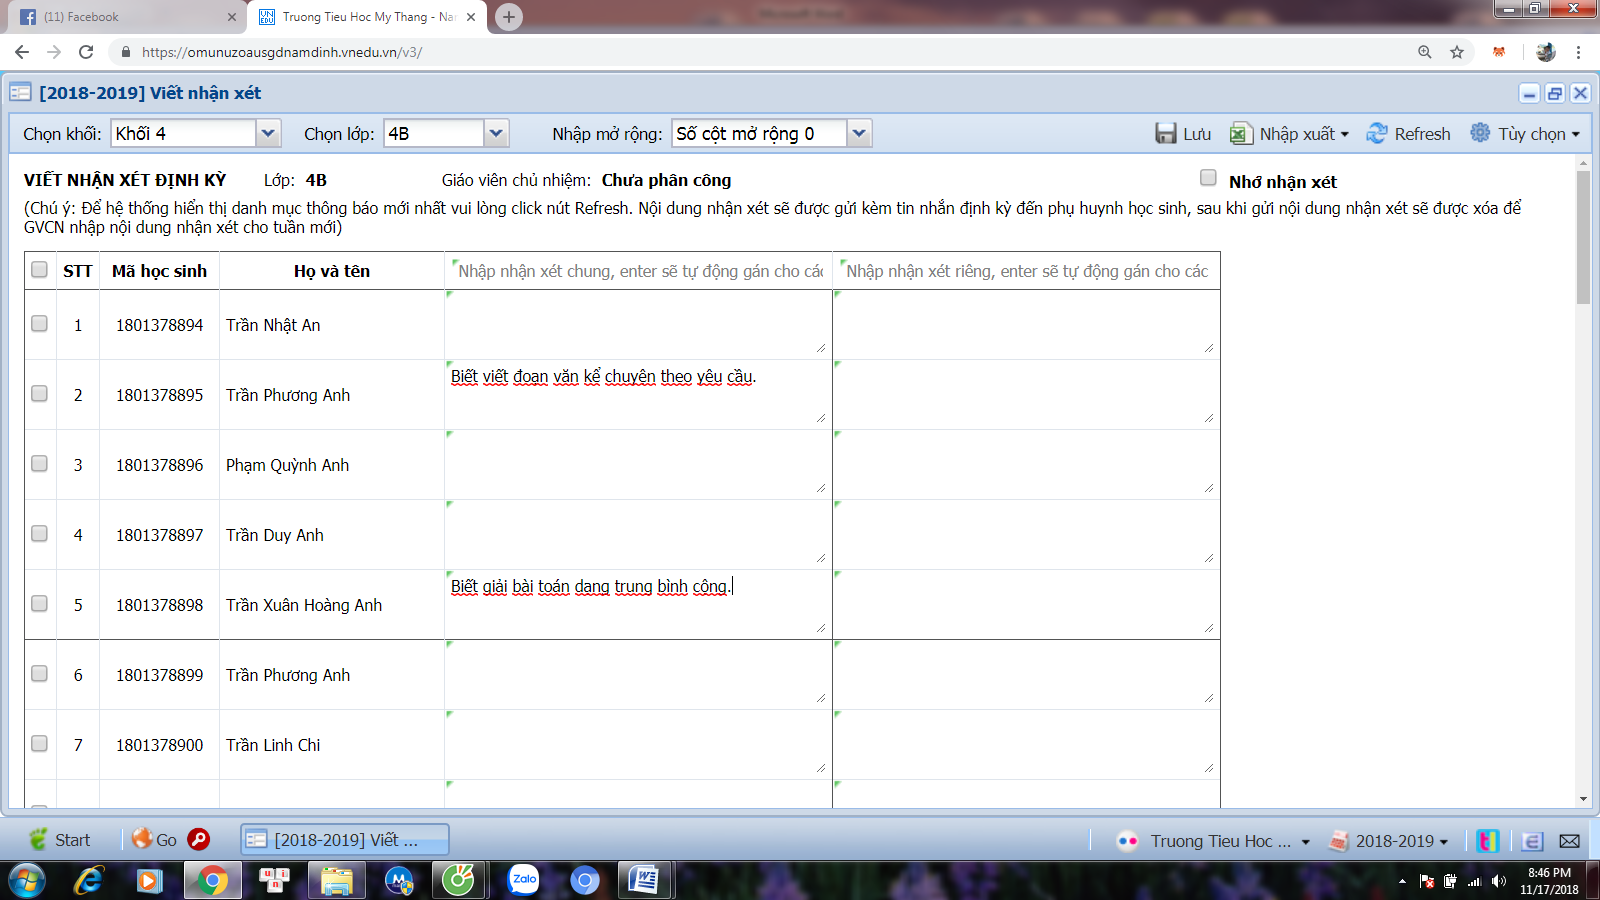 (11) Facebook
Truong Tieu Hoc My Thang - Nar
https://omunuzoausgdnamdinh.vnedu.vn/v3/
[2018-2019] Viết nhận xét
Chọn khối: Khối 4 Chọn lớp: 4B Nhập mở rộng: Số cột mở rộng 0 Lưu Nhập xuất Refresh Tùy chọn
VIẾT NHẬN XÉT ĐỊNH KỲ Lớp: 4B Giáo viên chủ nhiệm: Chưa phân công Nhớ nhận xét
(Chú ý: Để hệ thống hiển thị danh mục thông báo mới nhất vui lòng click nút Refresh. Nội dung nhận xét sẽ được gửi kèm tin nhắn định kỳ đến phụ huynh học sinh, sau khi gửi nội dung nhận xét sẽ được xóa để
GVCN nhập nội dung nhận xét cho tuần mới)
STT Mã học sinh Họ và tên Nhập nhận xét chung, enter sẽ tự động gán cho các Nhập nhận xét riêng, enter sẽ tự động gán cho các
1 1801378894 Trần Nhật An
2 1801378895 Trần Phương Anh Biết viết đoạn văn kể chuyện theo yêu cầu.
3 1801378896 Phạm Quỳnh Anh
4 1801378897 Trần Duy Anh
5 1801378898 Trần Xuân Hoàng Anh Biết giải bài toán dạng trung bình cộng.
6 1801378899 Trần Phương Anh
7 1801378900 Trần Linh Chi
Start Go [2018-2019] Viết ... Truong Tieu Hoc ... 2018-2019
Zalo
8:46 PM
11/17/2018